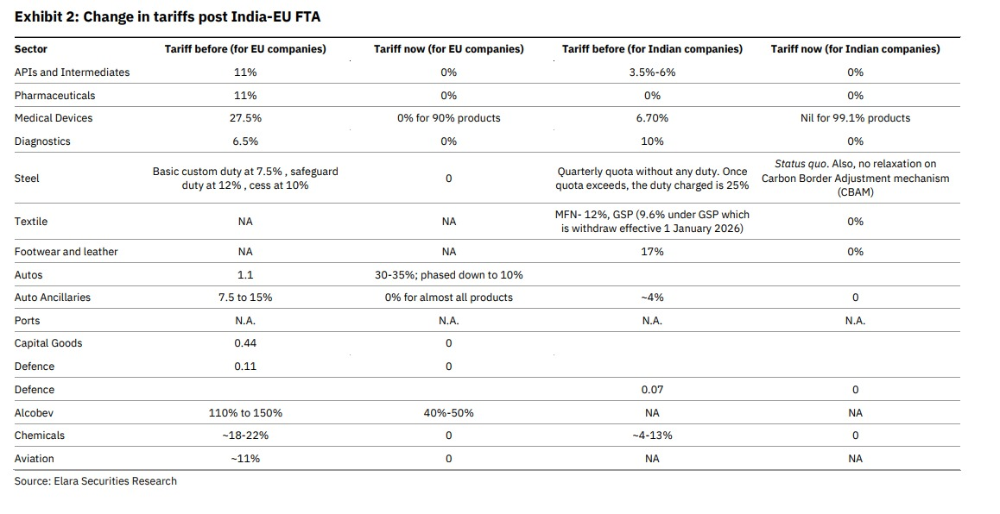 Exhibit 2: Change in tariffs post India-EU FTA
Sector Tariff before (for EU companies) Tariff now (for EU companies) Tariff before (for Indian companies) Tariff now (for Indian companies)
APIs and Intermediates 11% 0% 3.5%-6% 0%
Pharmaceuticals 11% 0% 0% 0%
Medical Devices 27.5% 0% for 90% products 6.70% Nil for 99.1% products
Diagnostics 6.5% 0% 10% 0%
Steel Basic custom duty at 7.5% , safeguard
duty at 12% , cess at 10% 0 Quarterly quota without any duty. Once
quota exceeds, the duty charged is 25% Status quo. Also, no relaxation on
Carbon Border Adjustment mechanism
(CBAM)
Textile NA NA MFN- 12%, GSP (9.6% under GSP which
is withdraw effective 1 January 2026) 0%
Footwear and leather NA NA 17% 0%
Autos 1.1 30-35%; phased down to 10%
Auto Ancillaries 7.5 to 15% 0% for almost all products ~4% 0
Ports N.A. N.A. N.A. N.A.
Capital Goods 0.44 0
Defence 0.11 0
Defence 0.07 0
Alcobev 110% to 150% 40%-50% NA NA
Chemicals ~18-22% 0 ~4-13% 0
Aviation ~11% 0 NA NA
Source: Elara Securities Research